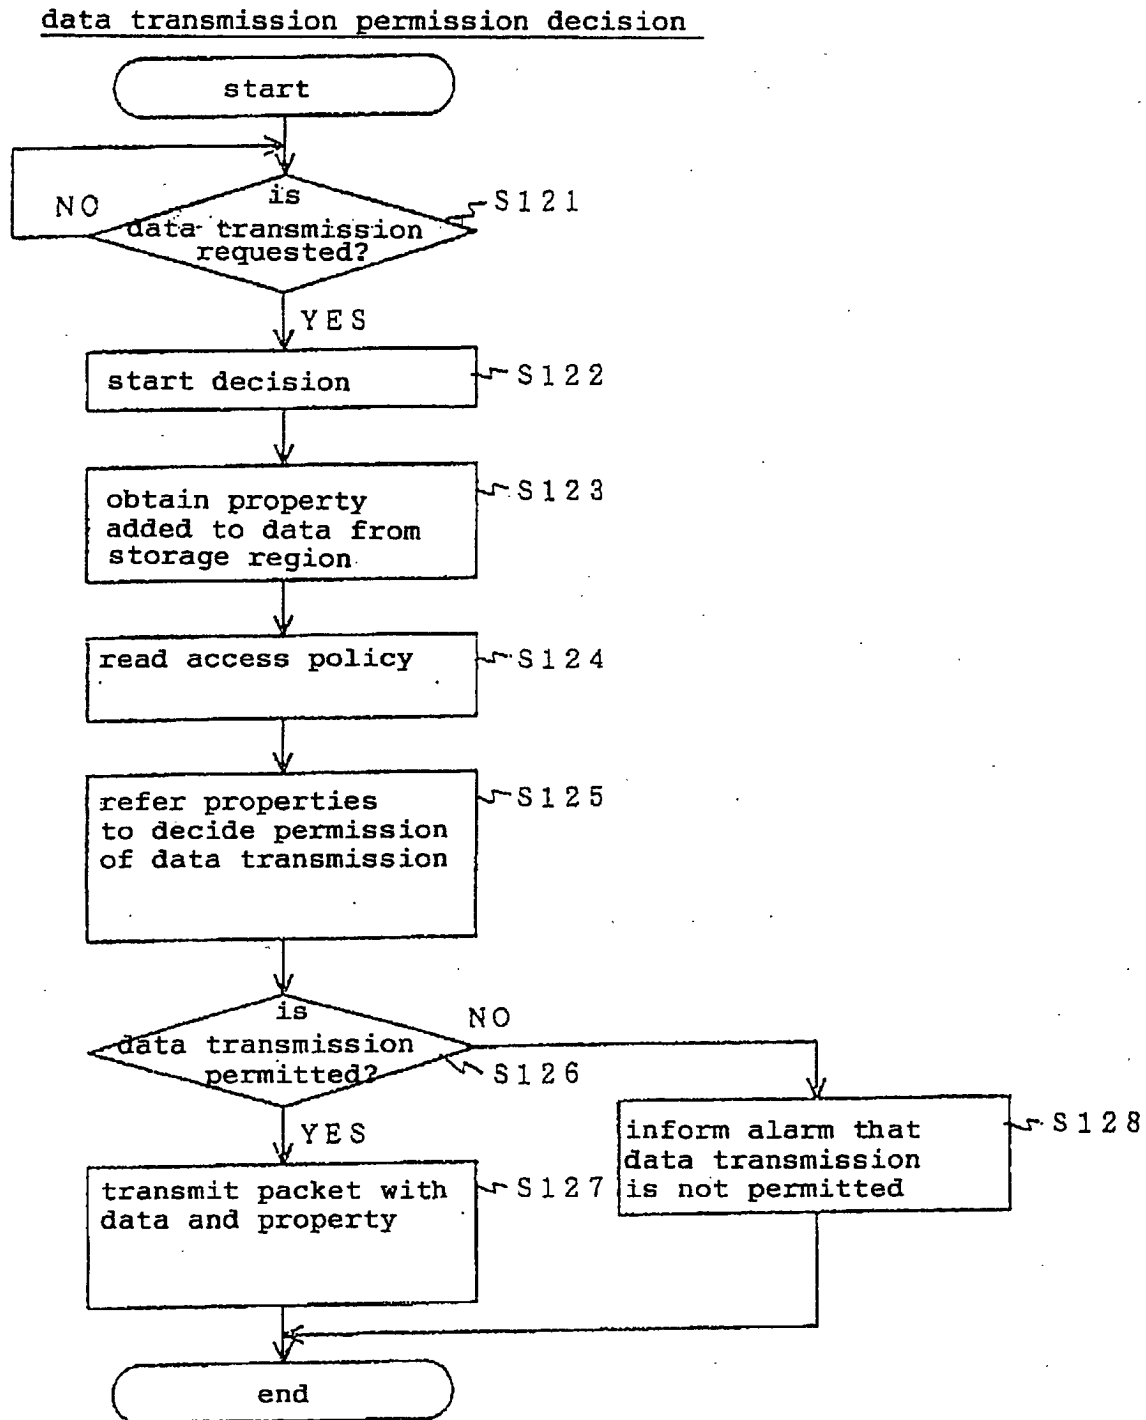 data transmission permission decision
start
is
data transmission
requested?
S121
NO
YES
start decision
S122
obtain property
added to data from
storage region
S123
read access policy
S124
refer properties
to decide permission
of data transmission
S125
is
data transmission
permitted?
NO
S126
YES
transmit packet with
data and property
S127
inform alarm that
data transmission
is not permitted
S128
end